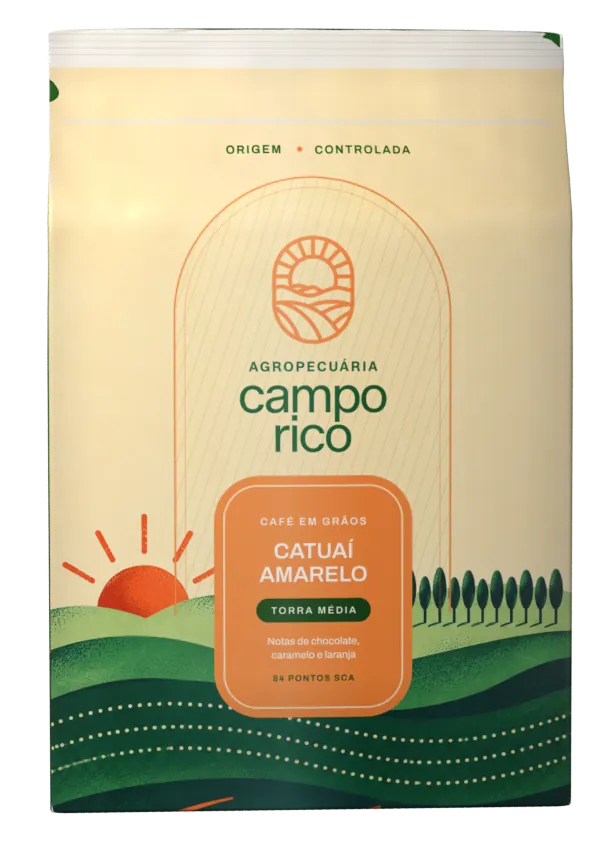 ORIGEM • CONTROLADA
AGROPECUÁRIA
campo
rico
CAFÉ EM GRÃOS
CATUAÍ
AMARELO
TORRA MÉDIA
Notas de chocolate,
caramelo e laranja
84 PONTOS SCA